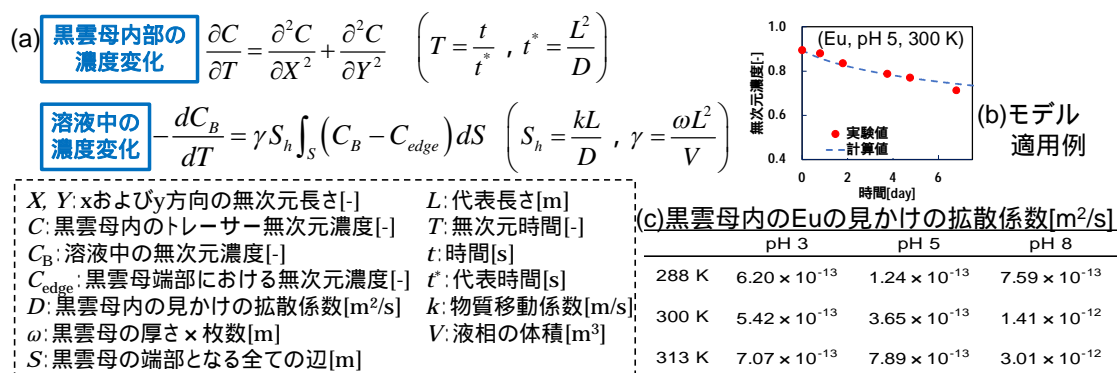 (a) 黒雲母内部の
濃度変化
∂C/∂T = ∂²C/∂X² + ∂²C/∂Y² (T = t/t* , t* = L²/D)
溶液中の
濃度変化
−dC_B/dT = γS_h∫_S (C_B − C_edge) dS (S_h = kL/D , γ = ωL²/V)
X, Y: xおよびy方向の無次元長さ[-]
C: 黒雲母内のトレーサー無次元濃度[-]
C_B: 溶液中の無次元濃度[-]
C_edge: 黒雲母端部における無次元濃度[-]
D: 黒雲母内の見かけの拡散係数[m²/s]
ω: 黒雲母の厚さ×枚数[m]
S: 黒雲母の端部となる全ての辺[m]
L: 代表長さ[m]
T: 無次元時間[-]
t: 時間[s]
t*: 代表時間[s]
k: 物質移動係数[m/s]
V: 液相の体積[m³]
(Eu, pH 5, 300 K)
無次元濃度[-]
1.0
0.8
0.6
0.4
実験値
計算値
0 2 4 6
時間[day]
(b)モデル
適用例
(c)黒雲母内のEuの見かけの拡散係数[m²/s]
pH 3 pH 5 pH 8
288 K 6.20 × 10⁻¹³ 1.24 × 10⁻¹³ 7.59 × 10⁻¹³
300 K 5.42 × 10⁻¹³ 3.65 × 10⁻¹³ 1.41 × 10⁻¹²
313 K 7.07 × 10⁻¹³ 7.89 × 10⁻¹³ 3.01 × 10⁻¹²